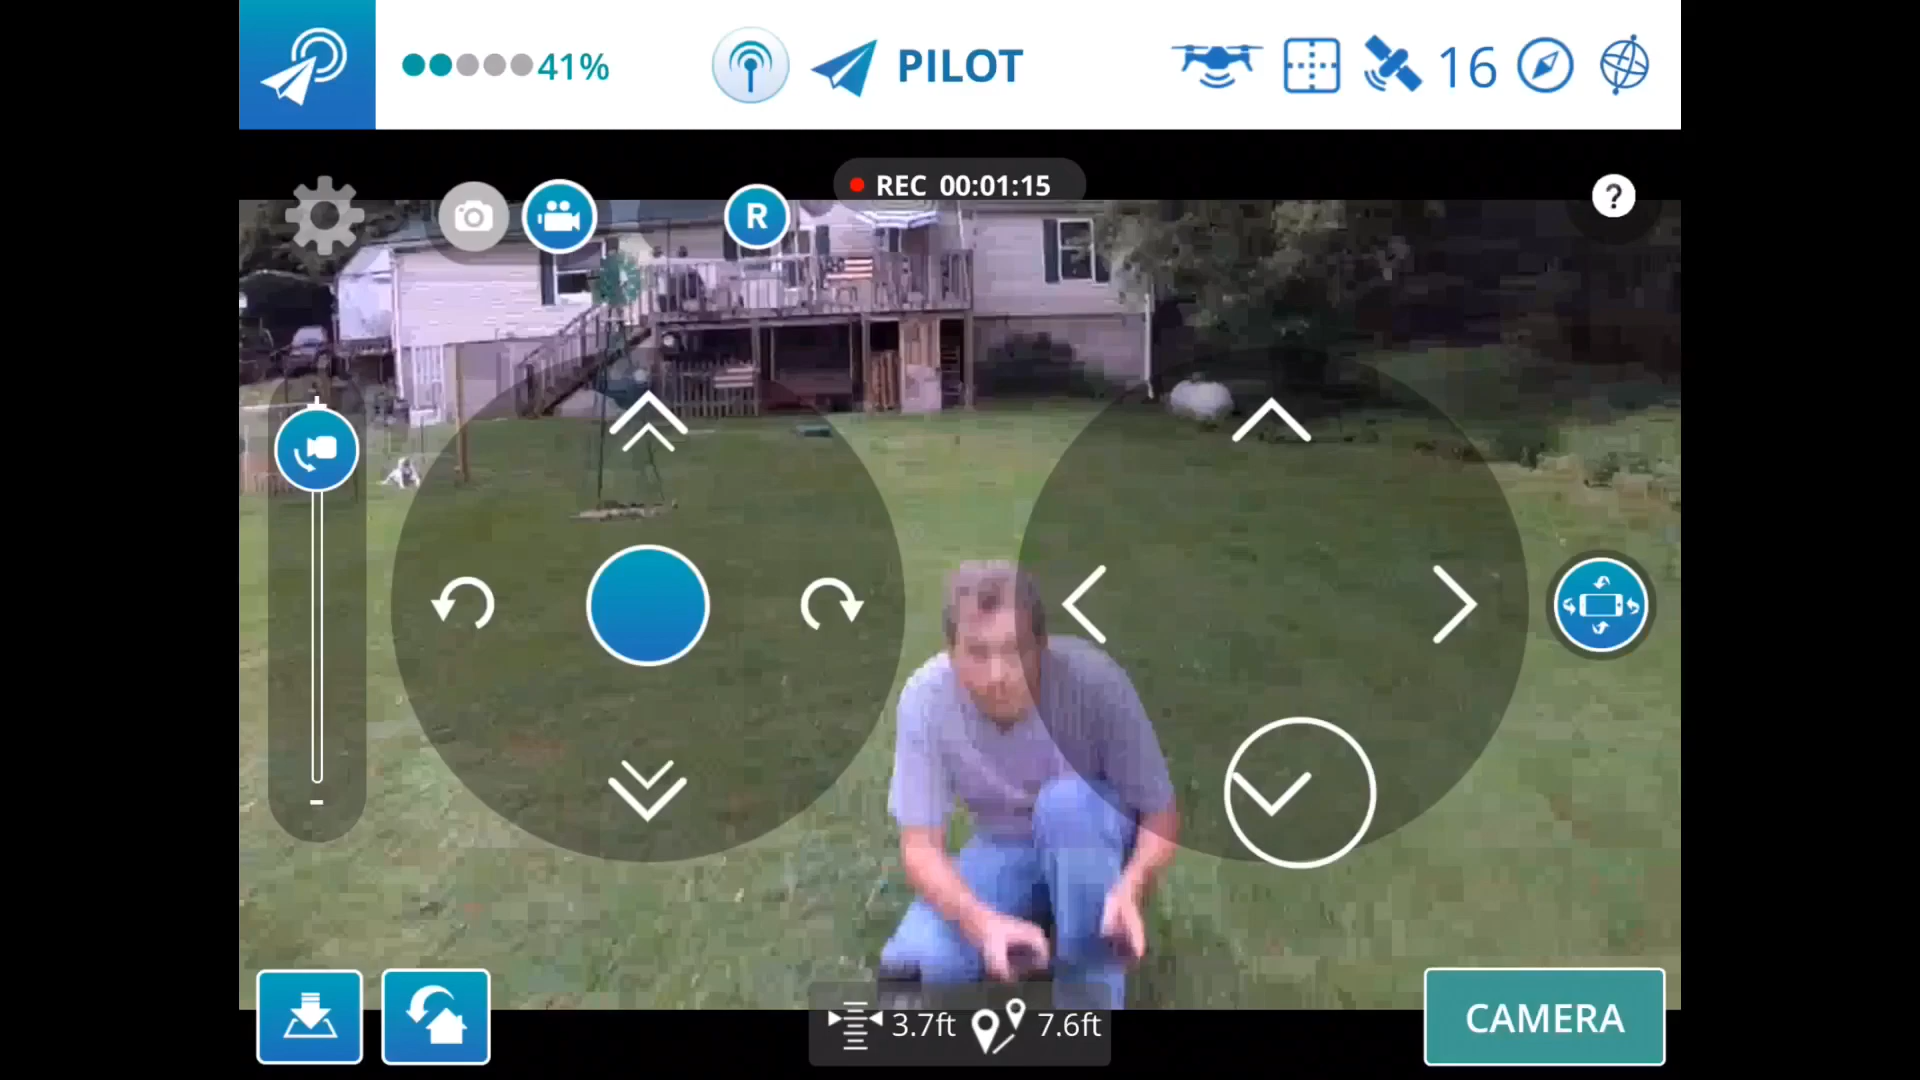 41%
PILOT
16
R
REC 00:01:15
?
+
-
3.7ft
7.6ft
CAMERA